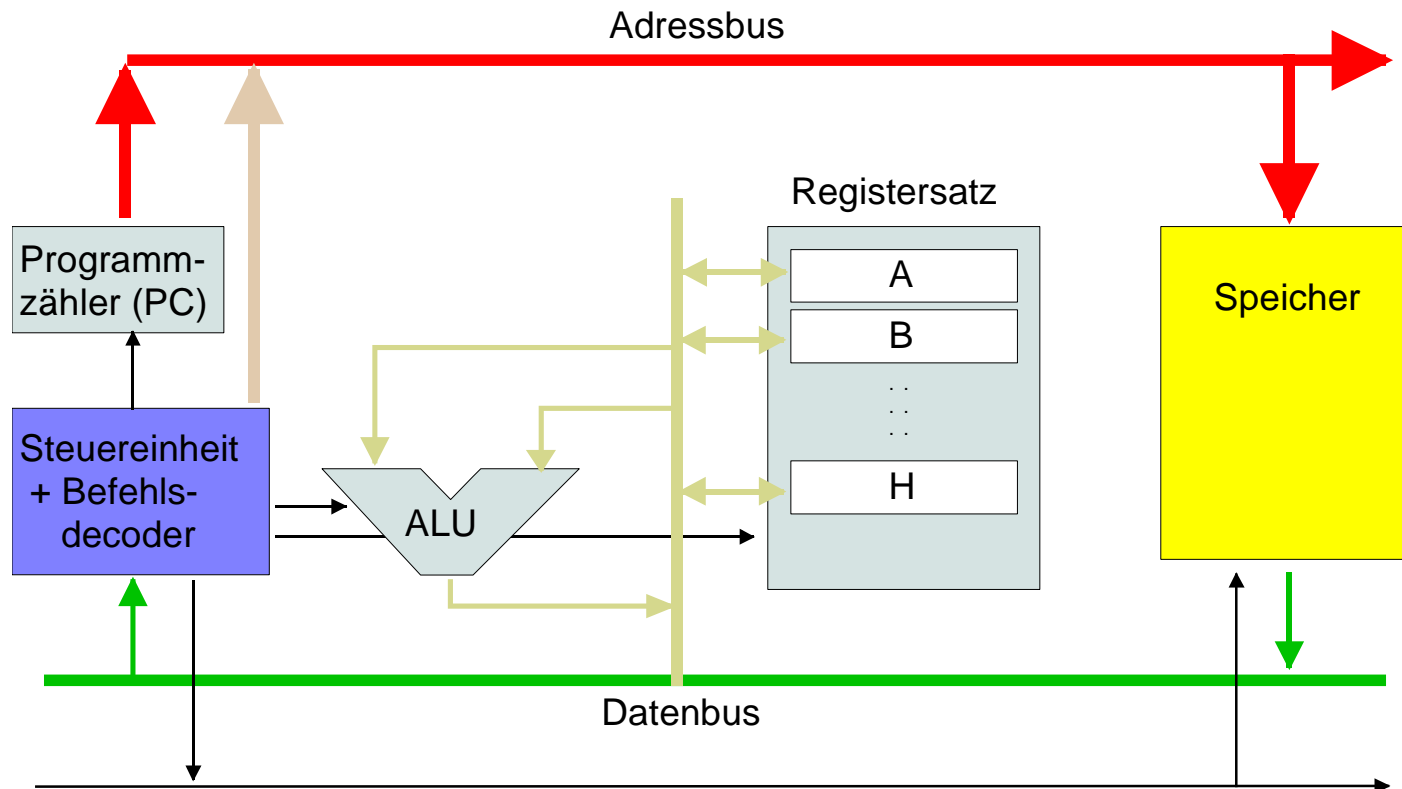 Adressbus
Registersatz
Programm-
zähler (PC)
A
Speicher
B
. .
. .
. .
Steuereinheit
+ Befehls-
decoder
H
ALU
Datenbus